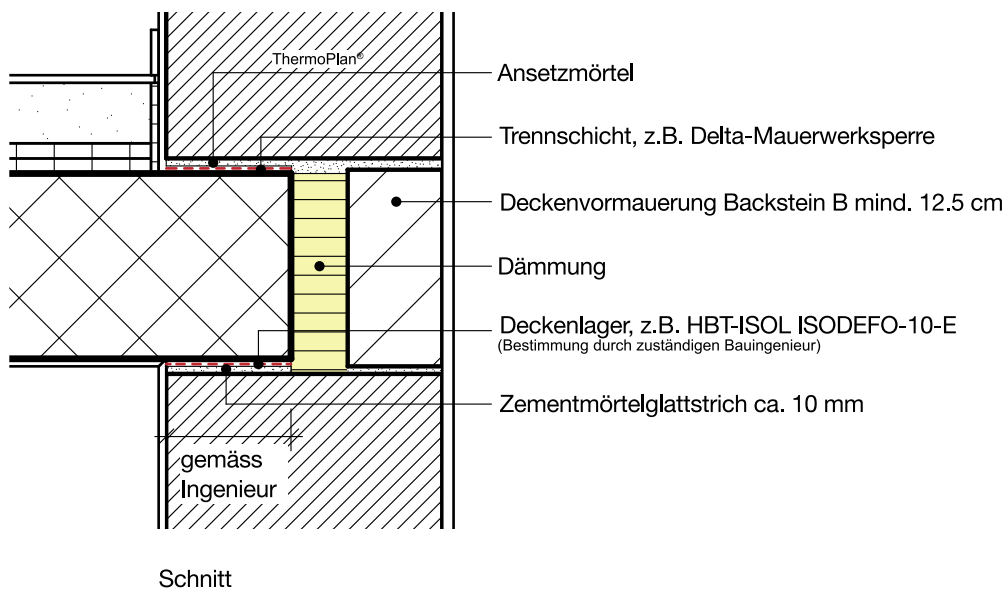 ThermoPlan®
Ansetzmörtel
Trennschicht, z.B. Delta-Mauerwerksperre
Deckenvormauerung Backstein B mind. 12.5 cm
Dämmung
Deckenlager, z.B. HBT-ISOL ISODEFO-10-E
(Bestimmung durch zuständigen Bauingenieur)
Zementmörtelglattstrich ca. 10 mm
gemäss
Ingenieur
Schnitt